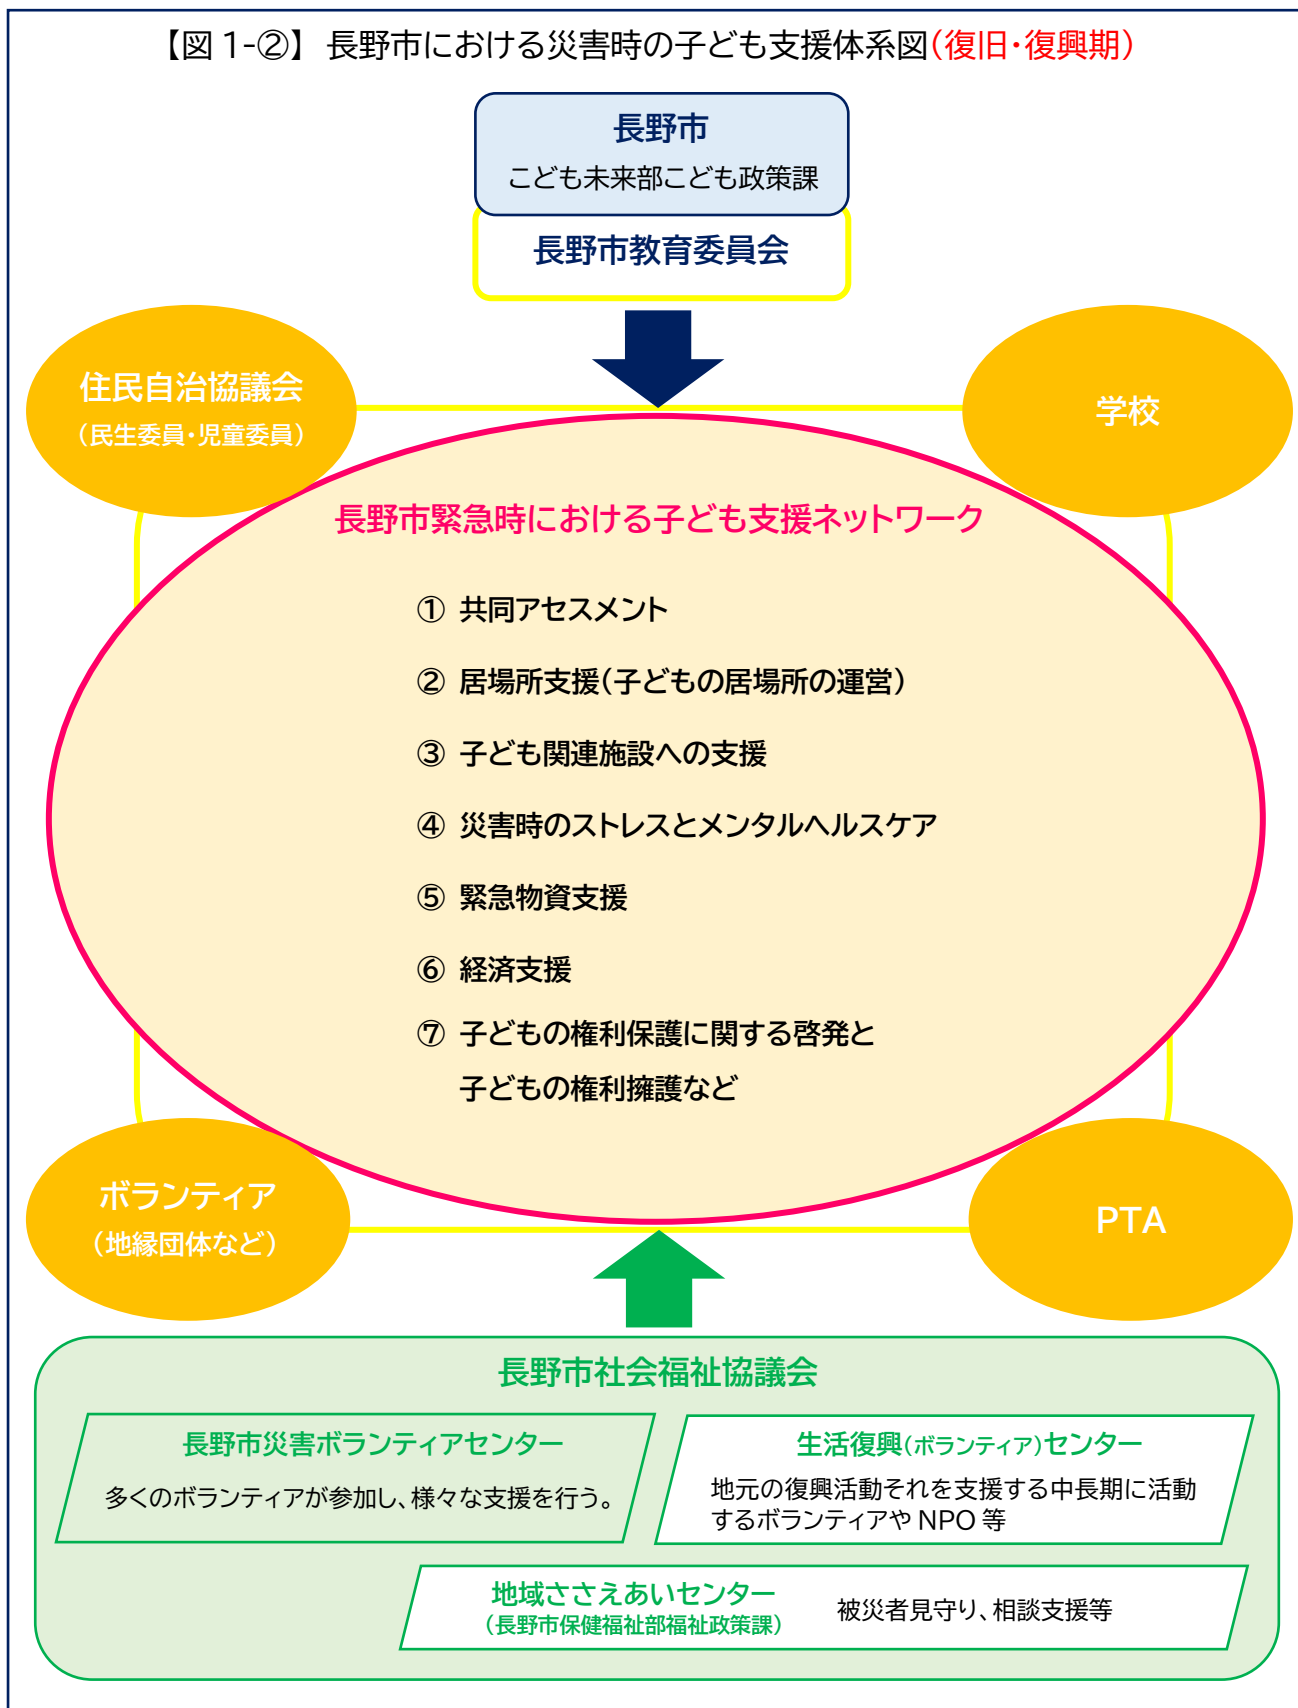 【図 1-②】 長野市における災害時の子ども支援体系図(復旧・復興期)
長野市
こども未来部こども政策課
長野市教育委員会
住民自治協議会
(民生委員・児童委員)
学校
長野市緊急時における子ども支援ネットワーク
① 共同アセスメント
② 居場所支援(子どもの居場所の運営)
③ 子ども関連施設への支援
④ 災害時のストレスとメンタルヘルスケア
⑤ 緊急物資支援
⑥ 経済支援
⑦ 子どもの権利保護に関する啓発と
子どもの権利擁護など
ボランティア
(地縁団体など)
PTA
長野市社会福祉協議会
長野市災害ボランティアセンター
多くのボランティアが参加し、様々な支援を行う。
生活復興(ボランティア)センター
地元の復興活動それを支援する中長期に活動
するボランティアや NPO 等
地域ささえあいセンター
(長野市保健福祉部福祉政策課)
被災者見守り、相談支援等